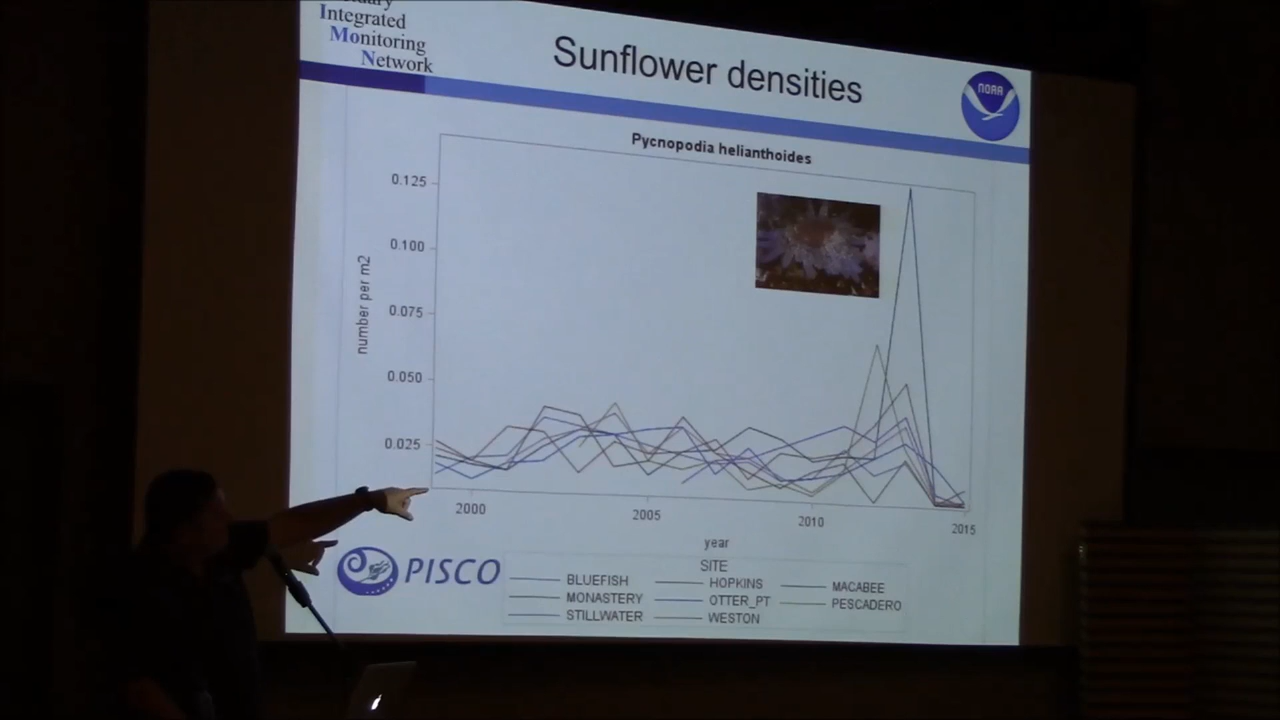 Integrated
Monitoring
Network
Sunflower densities
NOAA
Pycnopodia helianthoides
0.125
0.100
0.075
0.050
0.025
number per m2
2000
2005
2010
2015
year
PISCO
SITE
BLUEFISH
HOPKINS
MACABEE
MONASTERY
OTTER_PT
PESCADERO
STILLWATER
WESTON